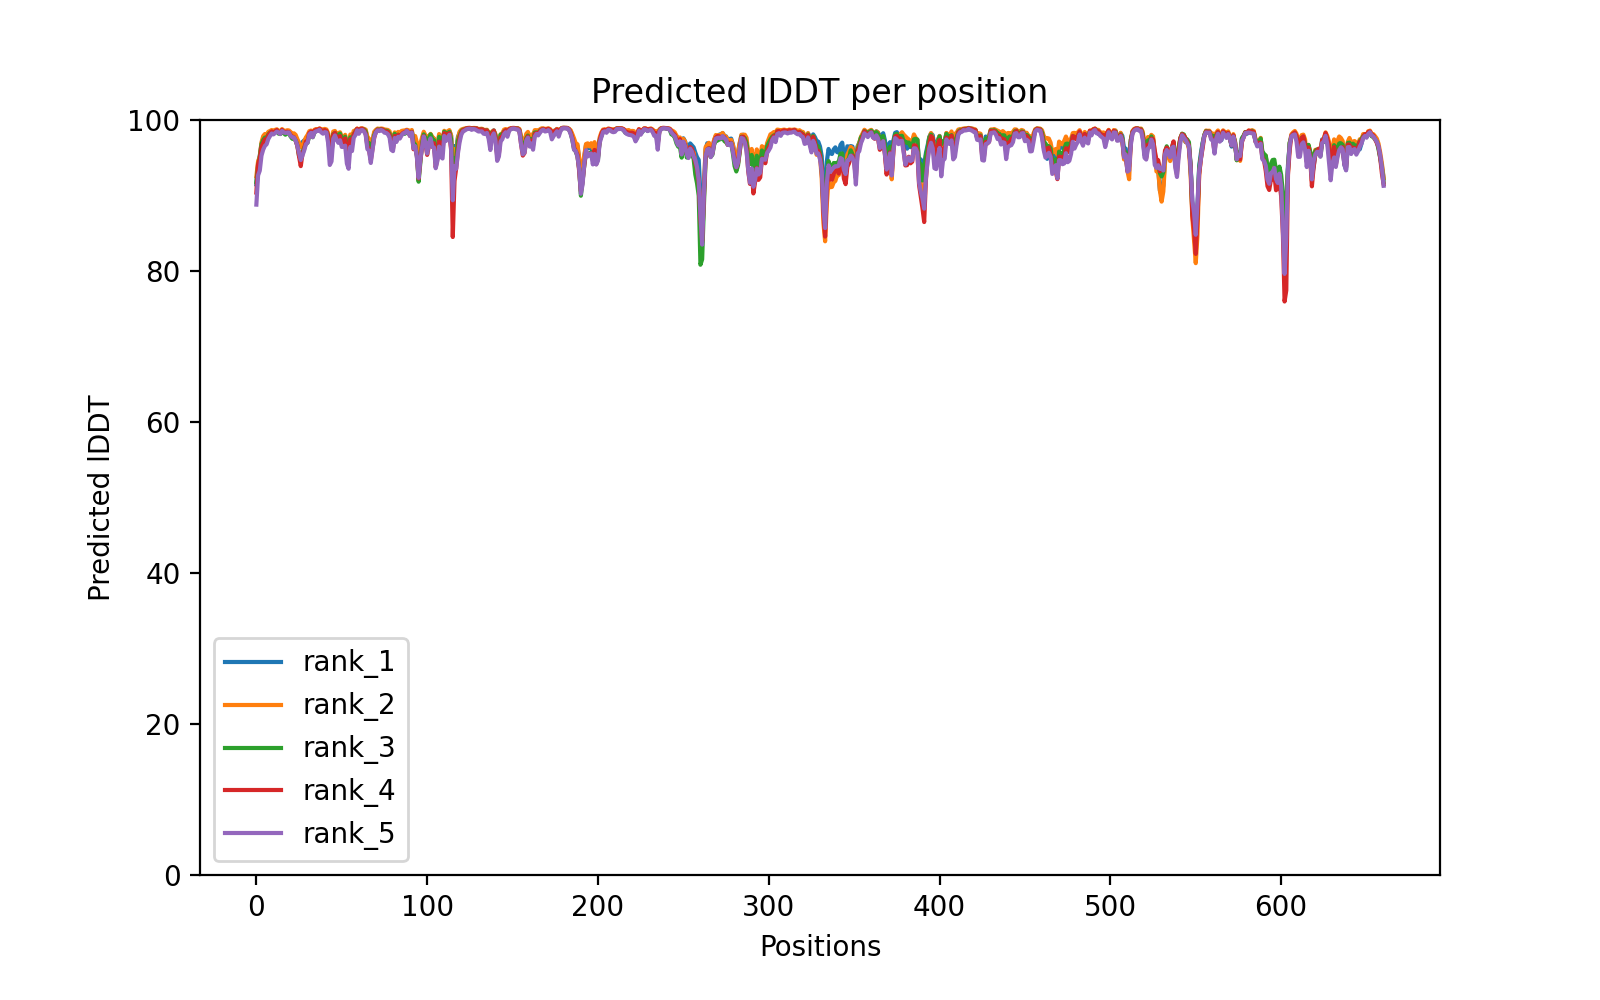 Predicted lDDT per position
100
80
60
40
20
0
Predicted lDDT
rank_1
rank_2
rank_3
rank_4
rank_5
0 100 200 300 400 500 600
Positions